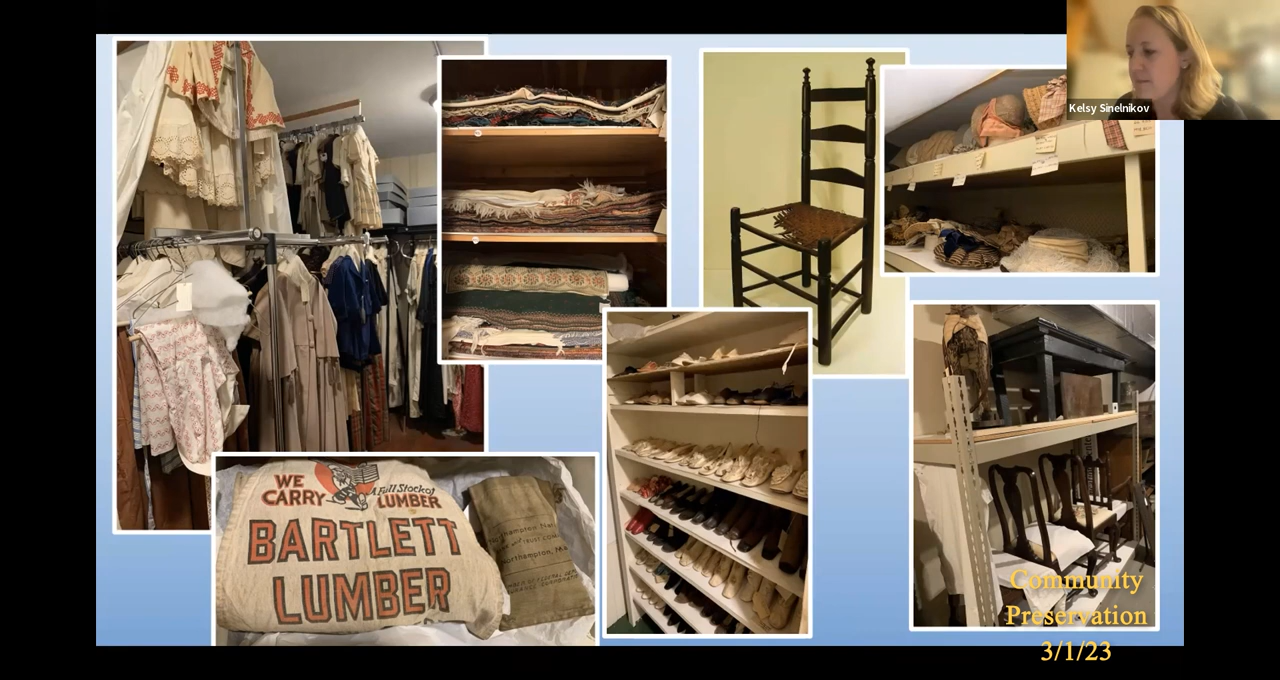 Kelsy Sinelnikov
WE
CARRY
A Full Stock of
LUMBER
BARTLETT
LUMBER
Northampton, Ma
Community
Preservation
3/1/23